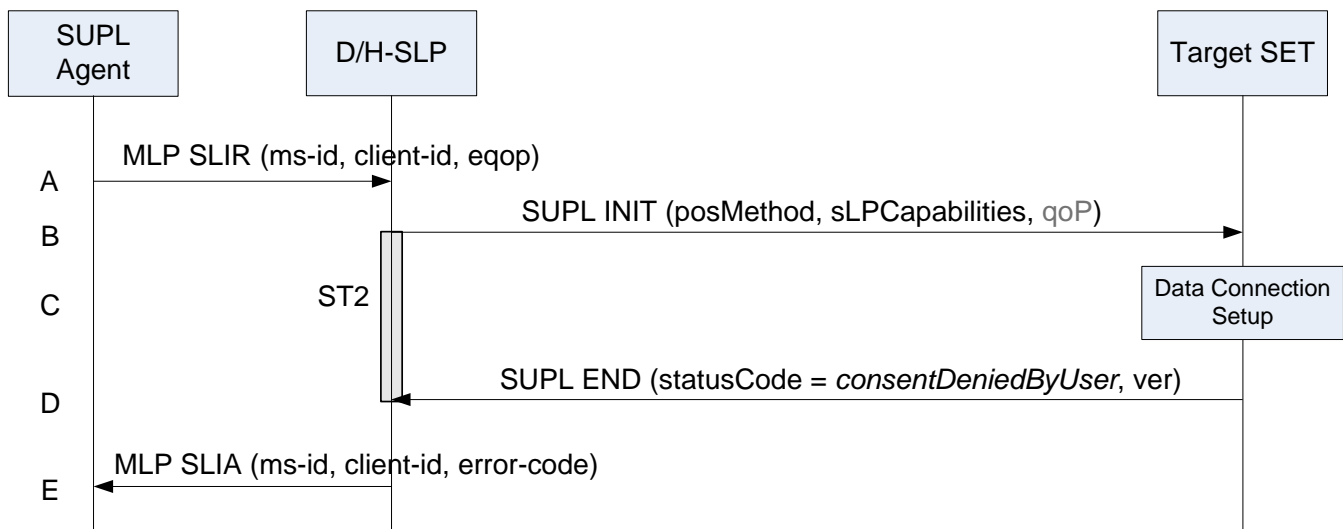 SUPL
Agent
D/H-SLP
Target SET
MLP SLIR (ms-id, client-id, eqop)
A
SUPL INIT (posMethod, sLPCapabilities, qoP)
B
ST2
C
Data Connection
Setup
SUPL END (statusCode = consentDeniedByUser, ver)
D
MLP SLIA (ms-id, client-id, error-code)
E